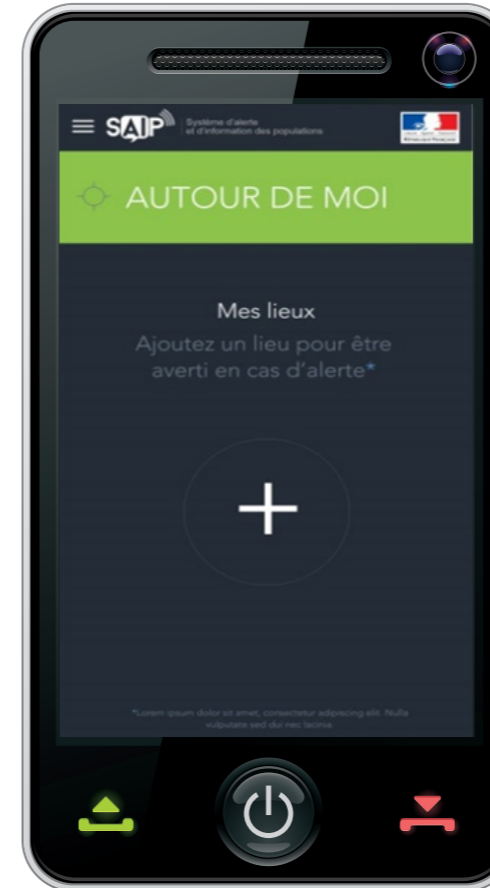 SAIP
Système d'alerte
et d'information des populations
AUTOUR DE MOI
Mes lieux
Ajoutez un lieu pour être
averti en cas d'alerte*
*Lorem ipsum dolor sit amet, consectetur adipiscing elit. Nulla
vulputate sed dui nec lacinia